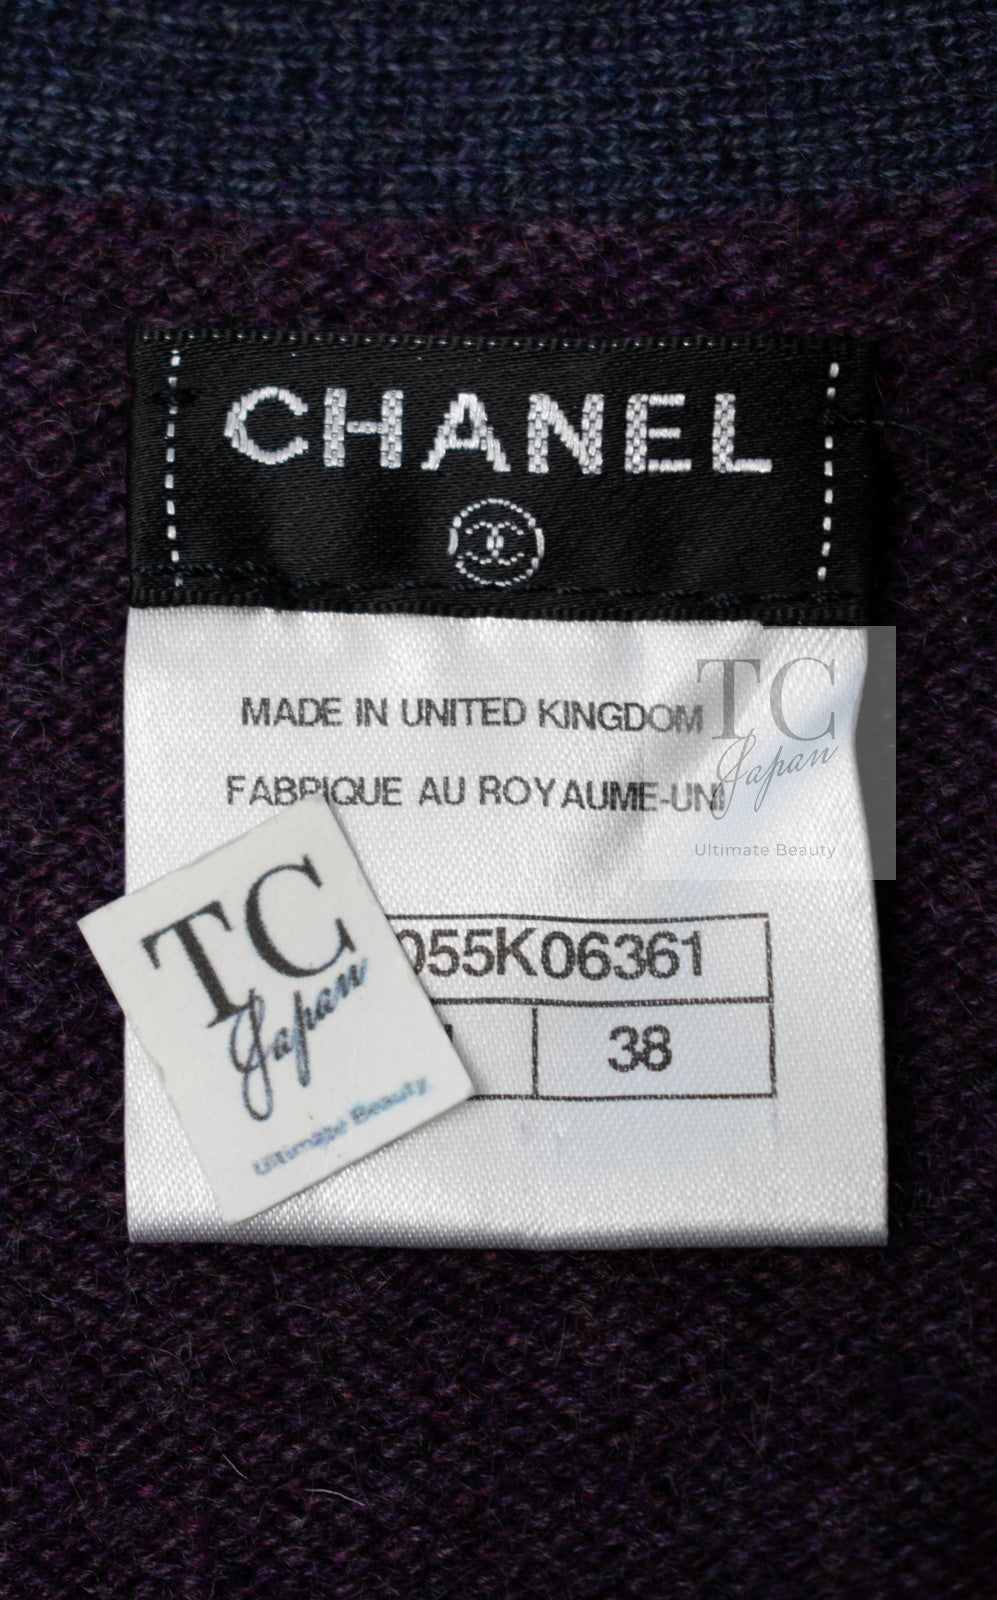 CHANEL
MADE IN UNITED KINGDOM
FABRIQUE AU ROYAUME-UNI
TC
Japan
Ultimate Beauty
055K06361
38
TC
Japan
Ultimate Beauty